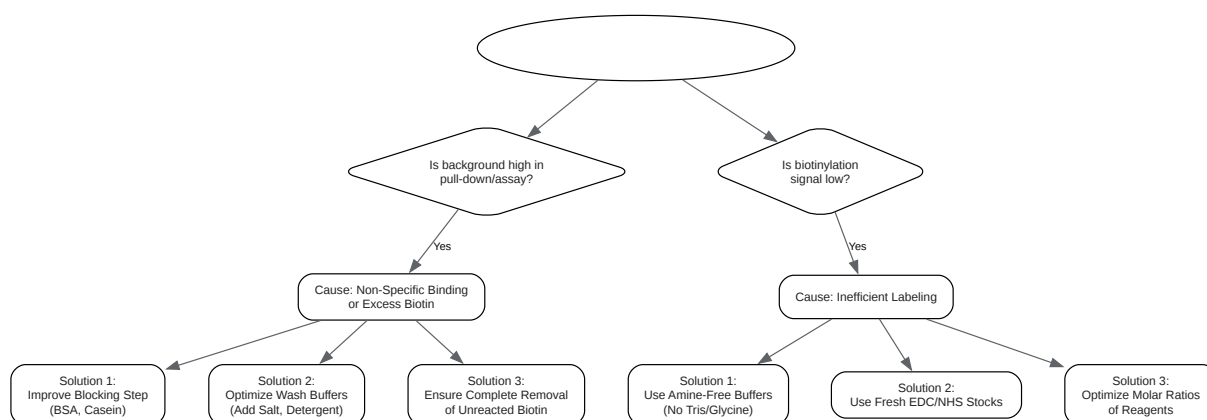 Is background high in
pull-down/assay?
Is biotinylation
signal low?
Yes
Yes
Cause: Non-Specific Binding
or Excess Biotin
Cause: Inefficient Labeling
Solution 1:
Improve Blocking Step
(BSA, Casein)
Solution 2:
Optimize Wash Buffers
(Add Salt, Detergent)
Solution 3:
Ensure Complete Removal
of Unreacted Biotin
Solution 1:
Use Amine-Free Buffers
(No Tris/Glycine)
Solution 2:
Use Fresh EDC/NHS Stocks
Solution 3:
Optimize Molar Ratios
of Reagents